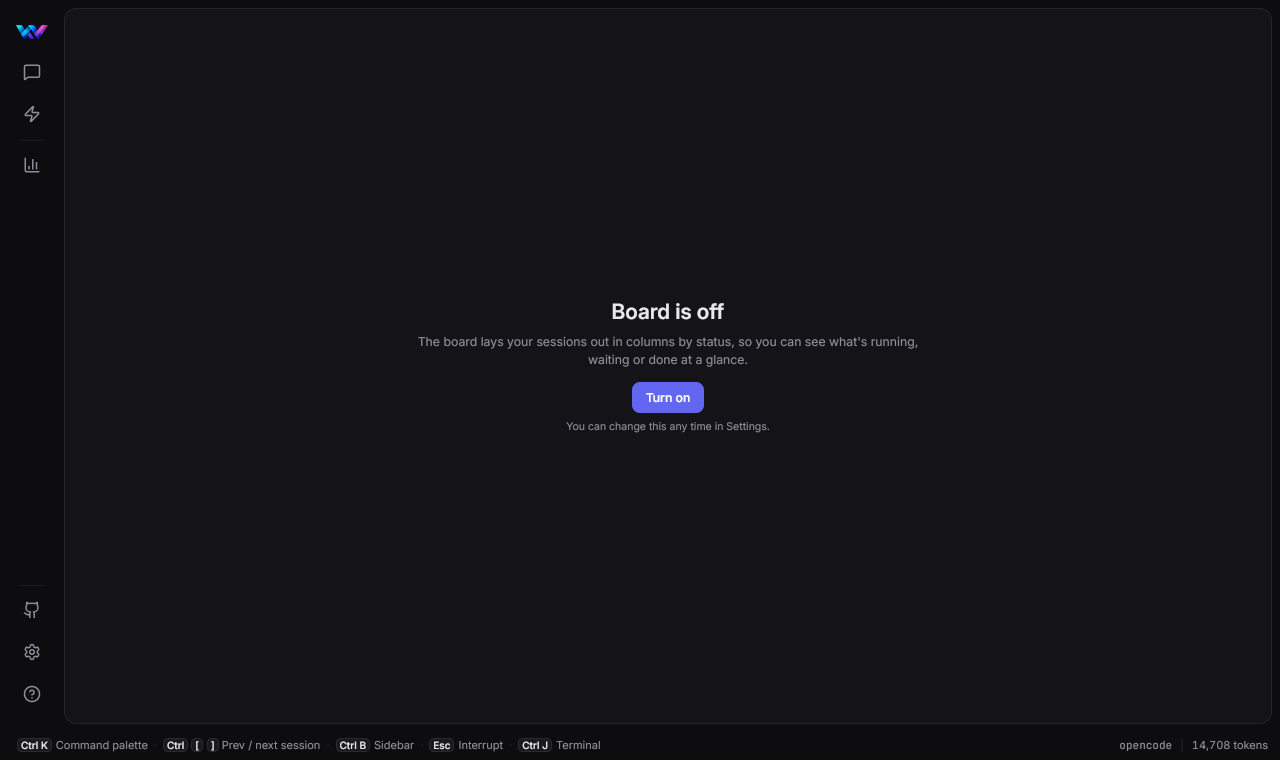 Board is off
The board lays your sessions out in columns by status, so you can see what's running,
waiting or done at a glance.
Turn on
You can change this any time in Settings.
Ctrl K Command palette · Ctrl [ ] Prev / next session · Ctrl B Sidebar · Esc Interrupt · Ctrl J Terminal
opencode | 14,708 tokens